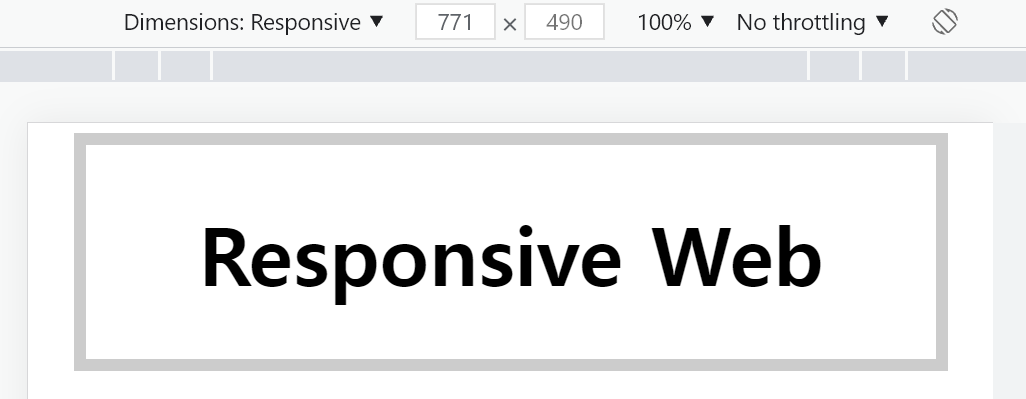 Dimensions: Responsive ▼ 771 × 490 100% ▼ No throttling ▼
Responsive Web